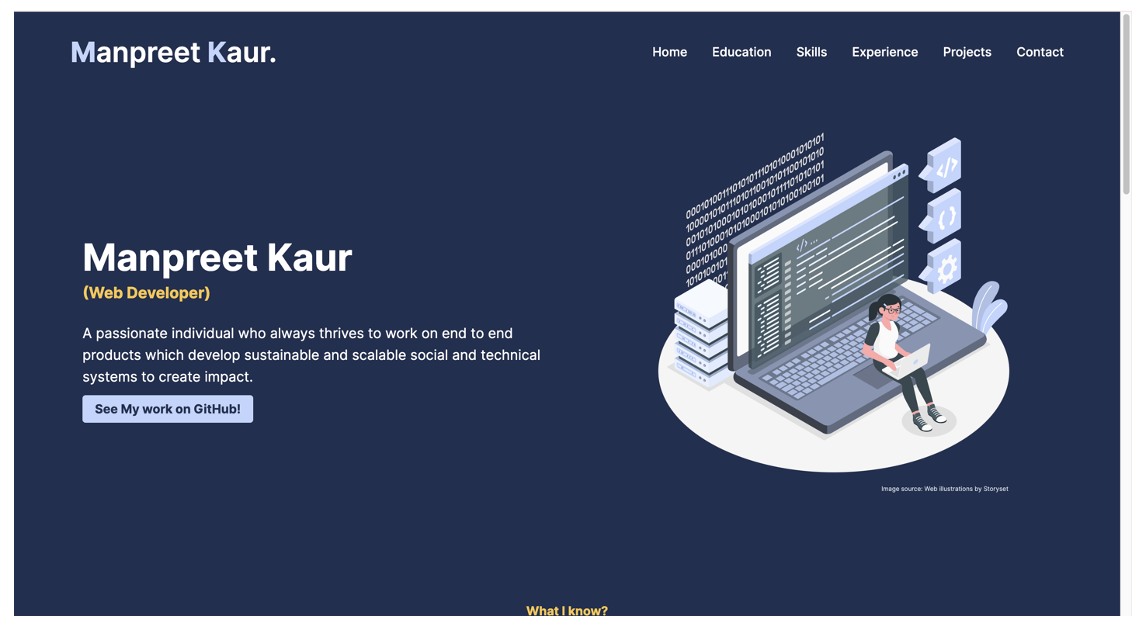 Manpreet Kaur.
Home Education Skills Experience Projects Contact
Manpreet Kaur
(Web Developer)
A passionate individual who always thrives to work on end to end
products which develop sustainable and scalable social and technical
systems to create impact.
See My work on GitHub!
</...
Image source: Web illustrations by Storyset
What I know?